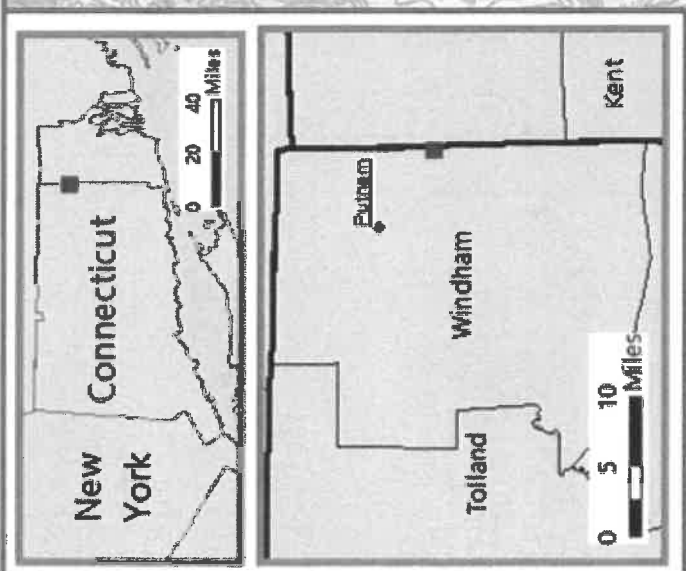 New
York
Connecticut
0 20 40
Miles
Tolland
Windham
Putnam
Kent
0 5 10
Miles